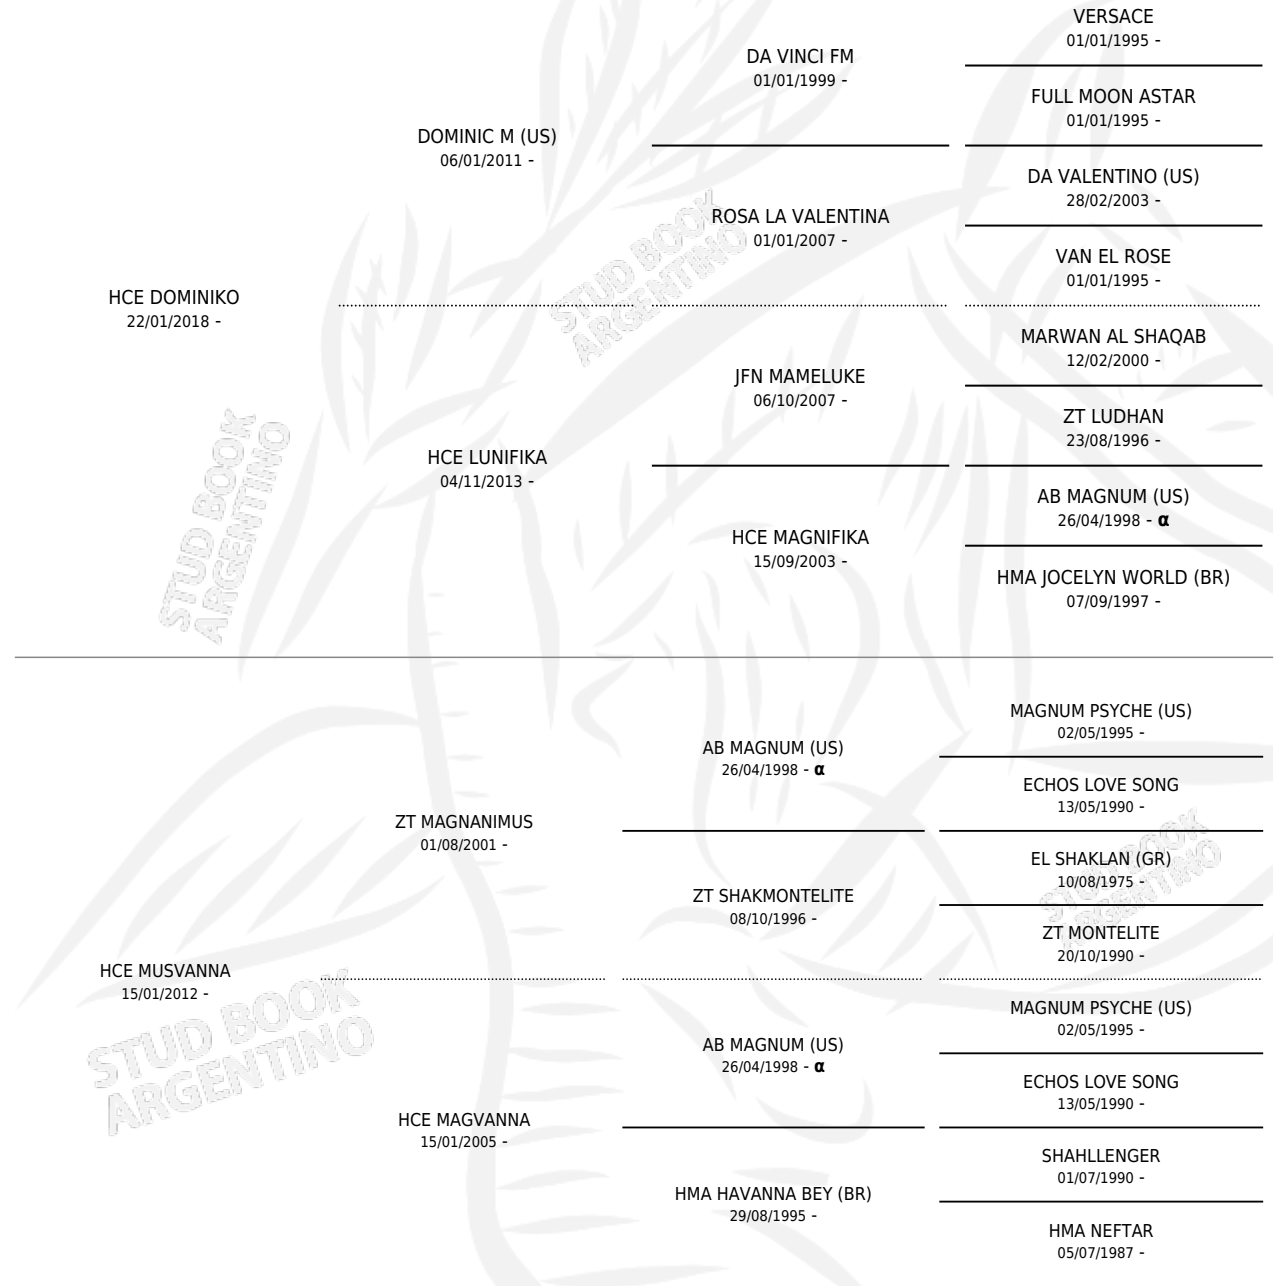 VERSACE
01/01/1995 -
DA VINCI FM
01/01/1999 -
FULL MOON ASTAR
01/01/1995 -
DOMINIC M (US)
06/01/2011 -
DA VALENTINO (US)
28/02/2003 -
ROSA LA VALENTINA
01/01/2007 -
VAN EL ROSE
01/01/1995 -
HCE DOMINIKO
22/01/2018 -
MARWAN AL SHAQAB
12/02/2000 -
JFN MAMELUKE
06/10/2007 -
ZT LUDHAN
23/08/1996 -
HCE LUNIFIKA
04/11/2013 -
AB MAGNUM (US)
26/04/1998 - α
HCE MAGNIFIKA
15/09/2003 -
HMA JOCELYN WORLD (BR)
07/09/1997 -
STUD BOOK
ARGENTINO
STUD BOOK
ARGENTINO
MAGNUM PSYCHE (US)
02/05/1995 -
AB MAGNUM (US)
26/04/1998 - α
ECHOS LOVE SONG
13/05/1990 -
ZT MAGNANIMUS
01/08/2001 -
EL SHAKLAN (GR)
10/08/1975 -
ZT SHAKMONTELITE
08/10/1996 -
ZT MONTELITE
20/10/1990 -
HCE MUSVANNA
15/01/2012 -
MAGNUM PSYCHE (US)
02/05/1995 -
AB MAGNUM (US)
26/04/1998 - α
ECHOS LOVE SONG
13/05/1990 -
HCE MAGVANNA
15/01/2005 -
SHAHLLENGER
01/07/1990 -
HMA HAVANNA BEY (BR)
29/08/1995 -
HMA NEFTAR
05/07/1987 -
STUD BOOK
ARGENTINO
STUD BOOK
ARGENTINO